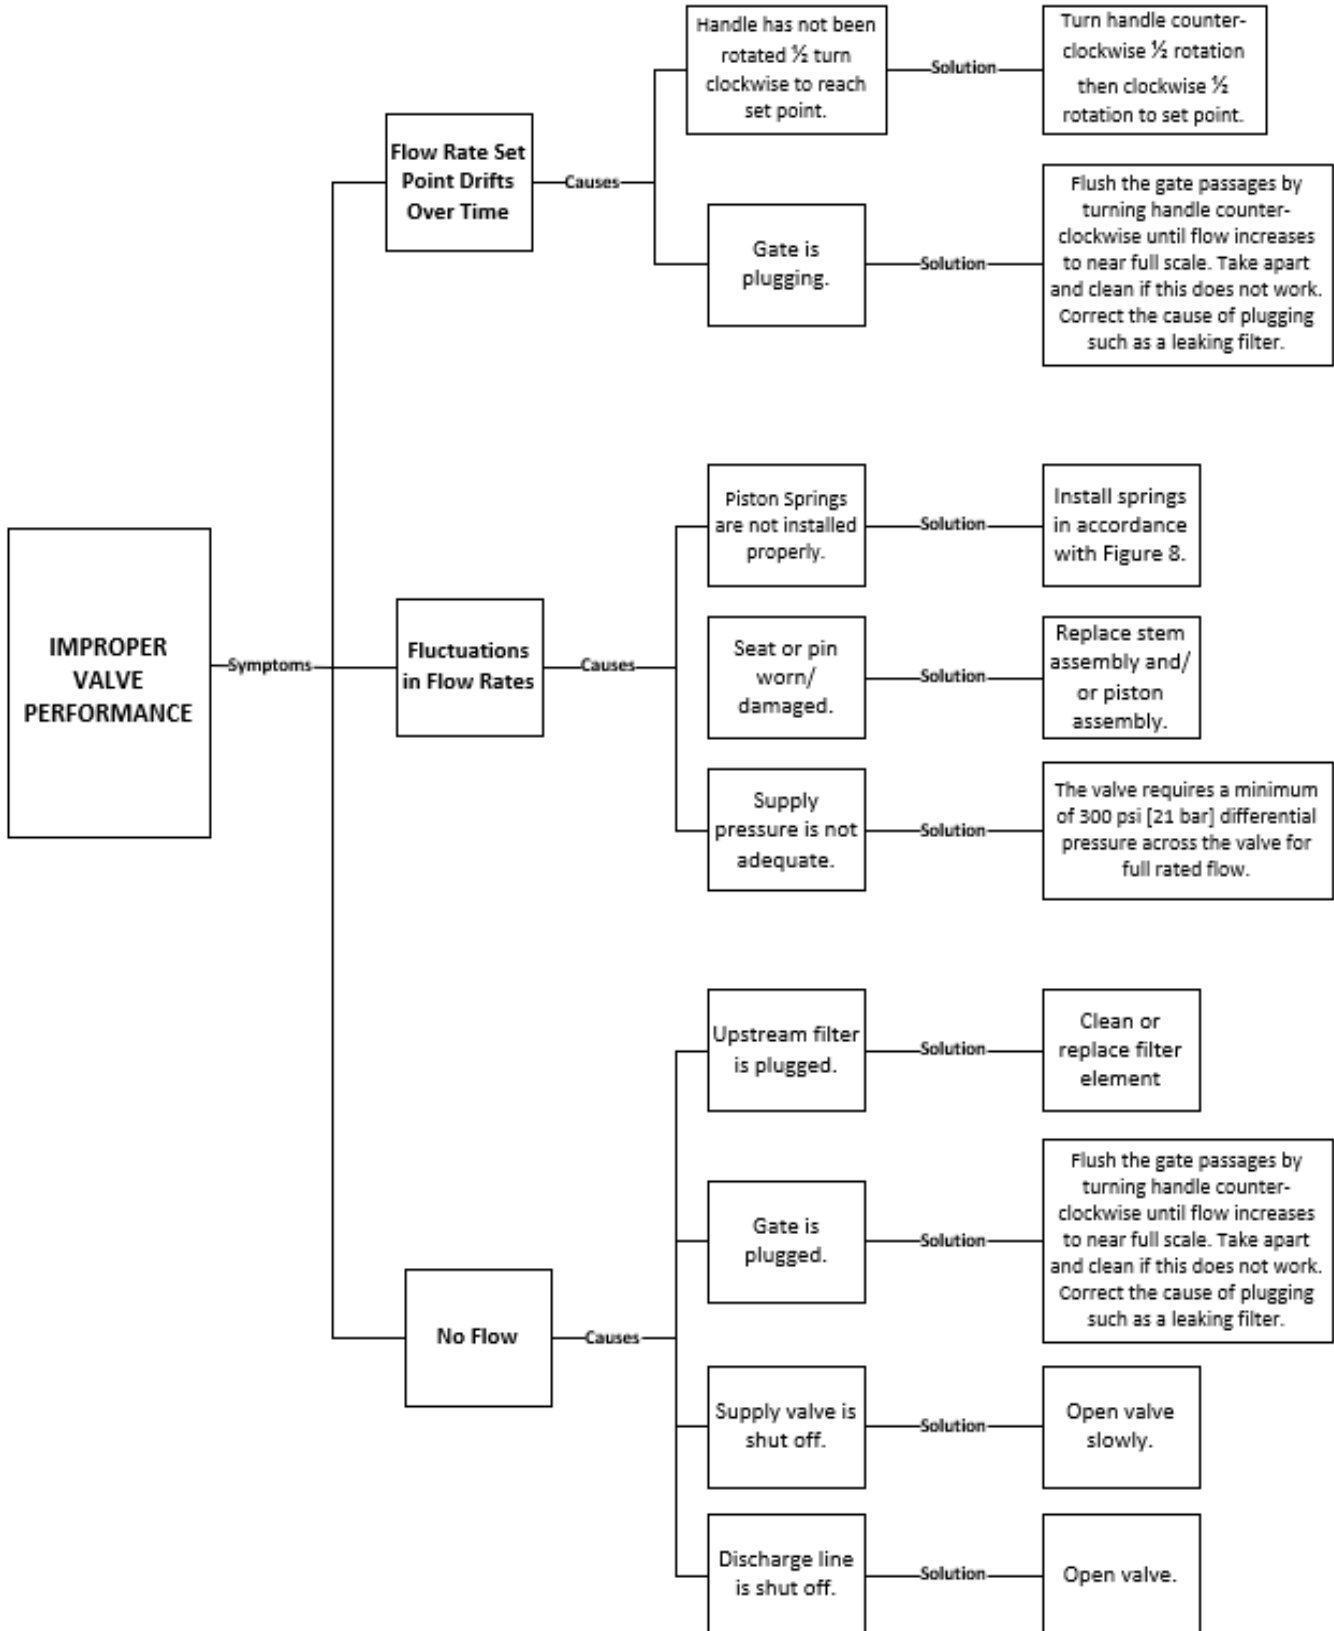 IMPROPER
VALVE
PERFORMANCE
Symptoms
Flow Rate Set
Point Drifts
Over Time
Causes
Handle has not been
rotated ½ turn
clockwise to reach
set point.
Solution
Turn handle counter-
clockwise ½ rotation
then clockwise ½
rotation to set point.
Gate is
plugging.
Solution
Flush the gate passages by
turning handle counter-
clockwise until flow increases
to near full scale. Take apart
and clean if this does not work.
Correct the cause of plugging
such as a leaking filter.
Fluctuations
in Flow Rates
Causes
Piston Springs
are not installed
properly.
Solution
Install springs
in accordance
with Figure 8.
Seat or pin
worn/
damaged.
Solution
Replace stem
assembly and/
or piston
assembly.
Supply
pressure is not
adequate.
Solution
The valve requires a minimum
of 300 psi [21 bar] differential
pressure across the valve for
full rated flow.
No Flow
Causes
Upstream filter
is plugged.
Solution
Clean or
replace filter
element
Gate is
plugged.
Solution
Flush the gate passages by
turning handle counter-
clockwise until flow increases
to near full scale. Take apart
and clean if this does not work.
Correct the cause of plugging
such as a leaking filter.
Supply valve is
shut off.
Solution
Open valve
slowly.
Discharge line
is shut off.
Solution
Open valve.